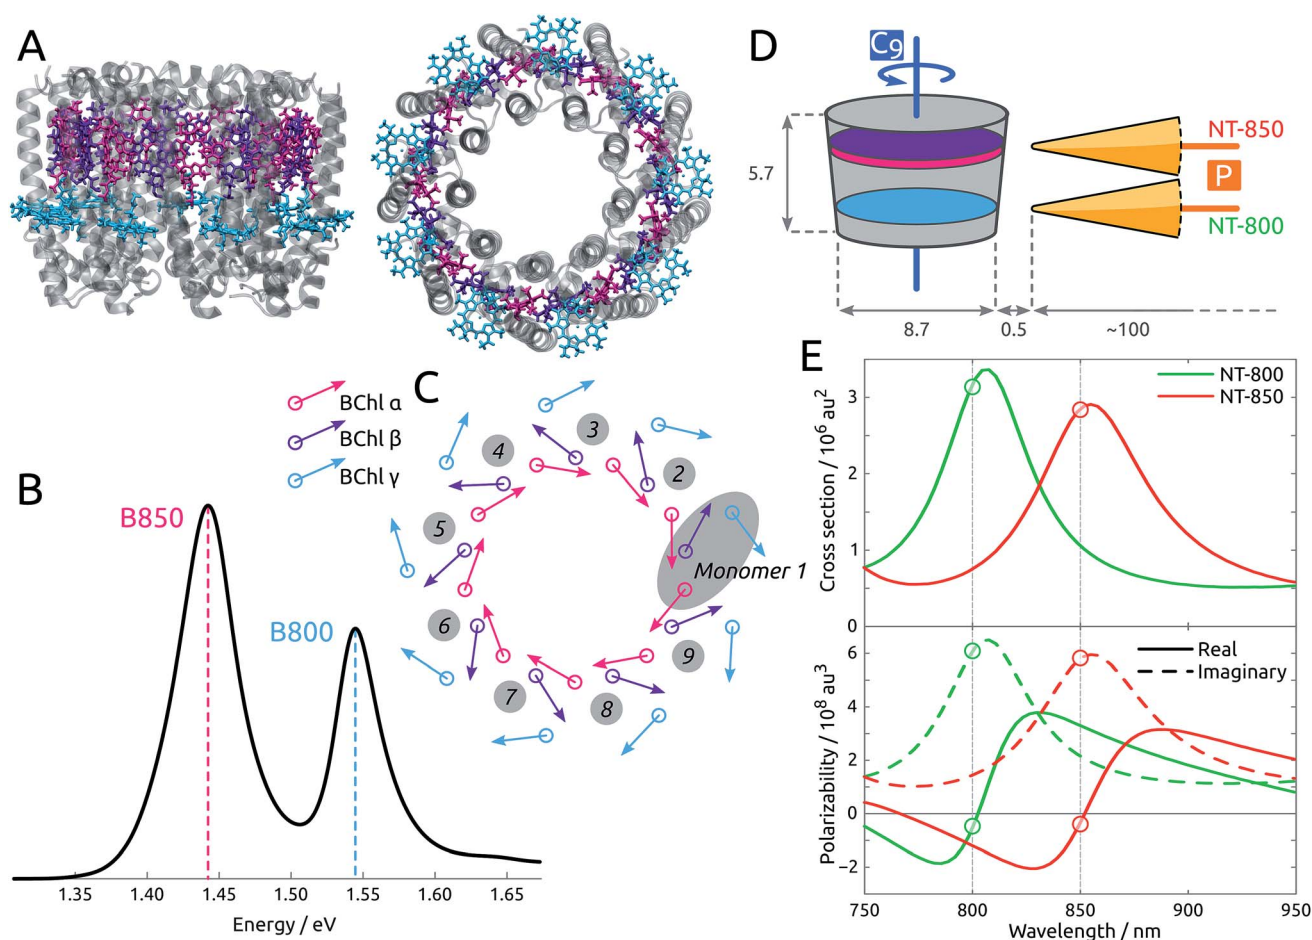 A
B
B850
B800
1.35
1.40
1.45
1.50
1.55
1.60
1.65
Energy / eV
BChl α
BChl β
BChl γ
C
3
4
2
5
Monomer 1
6
9
7
8
D
C9
5.7
NT-850
P
NT-800
8.7
0.5
~100
E
NT-800
NT-850
Cross section / 10⁶ au²
3
2
1
0
Real
Imaginary
Polarizability / 10⁸ au³
6
4
2
0
−2
750
800
850
900
950
Wavelength / nm